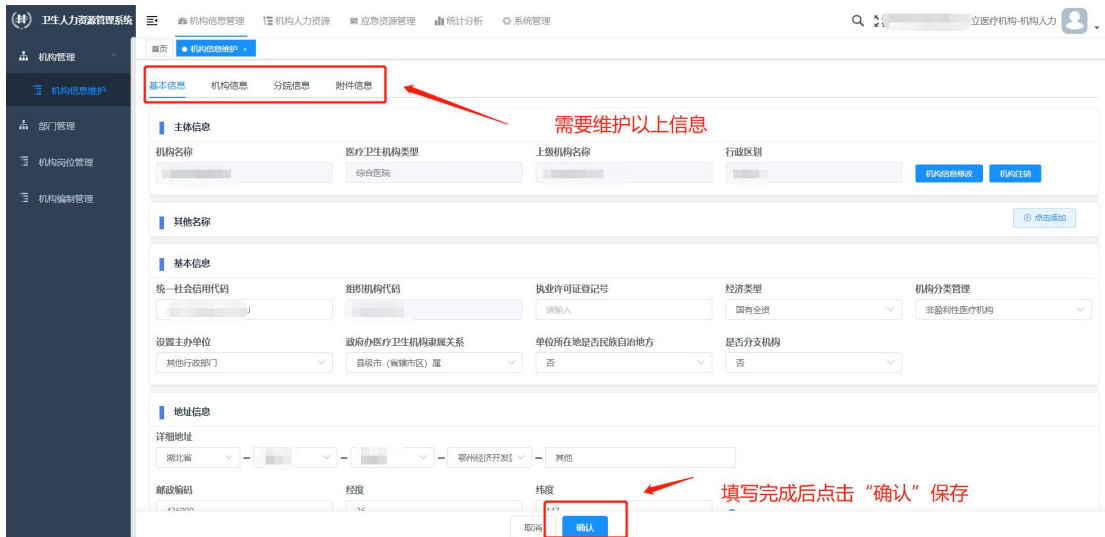 卫生人力资源管理系统
机构信息管理 机构人力资源 应急资源管理 统计分析 系统管理
立医疗机构-机构人力
机构管理
首页 机构信息维护 ×
机构信息维护
基本信息 机构信息 分院信息 附件信息
需要维护以上信息
部门管理
主体信息
机构名称 医疗卫生机构类型 上级机构名称 行政区划
机构岗位管理
综合医院 机构信息修改 机构注销
机构编制管理
其他名称 点击添加
基本信息
统一社会信用代码 组织机构代码 执业许可证登记号 经济类型 机构分类管理
请输入 国有全资 非盈利性医疗机构
设置主办单位 政府办医疗卫生机构隶属关系 单位所在地是否民族自治地方 是否分支机构
其他行政部门 县级市（省辖市区）属 否 否
地址信息
详细地址
湖北省 鄂州经济开发 其他
邮政编码 经度 纬度
填写完成后点击“确认”保存
取消 确认